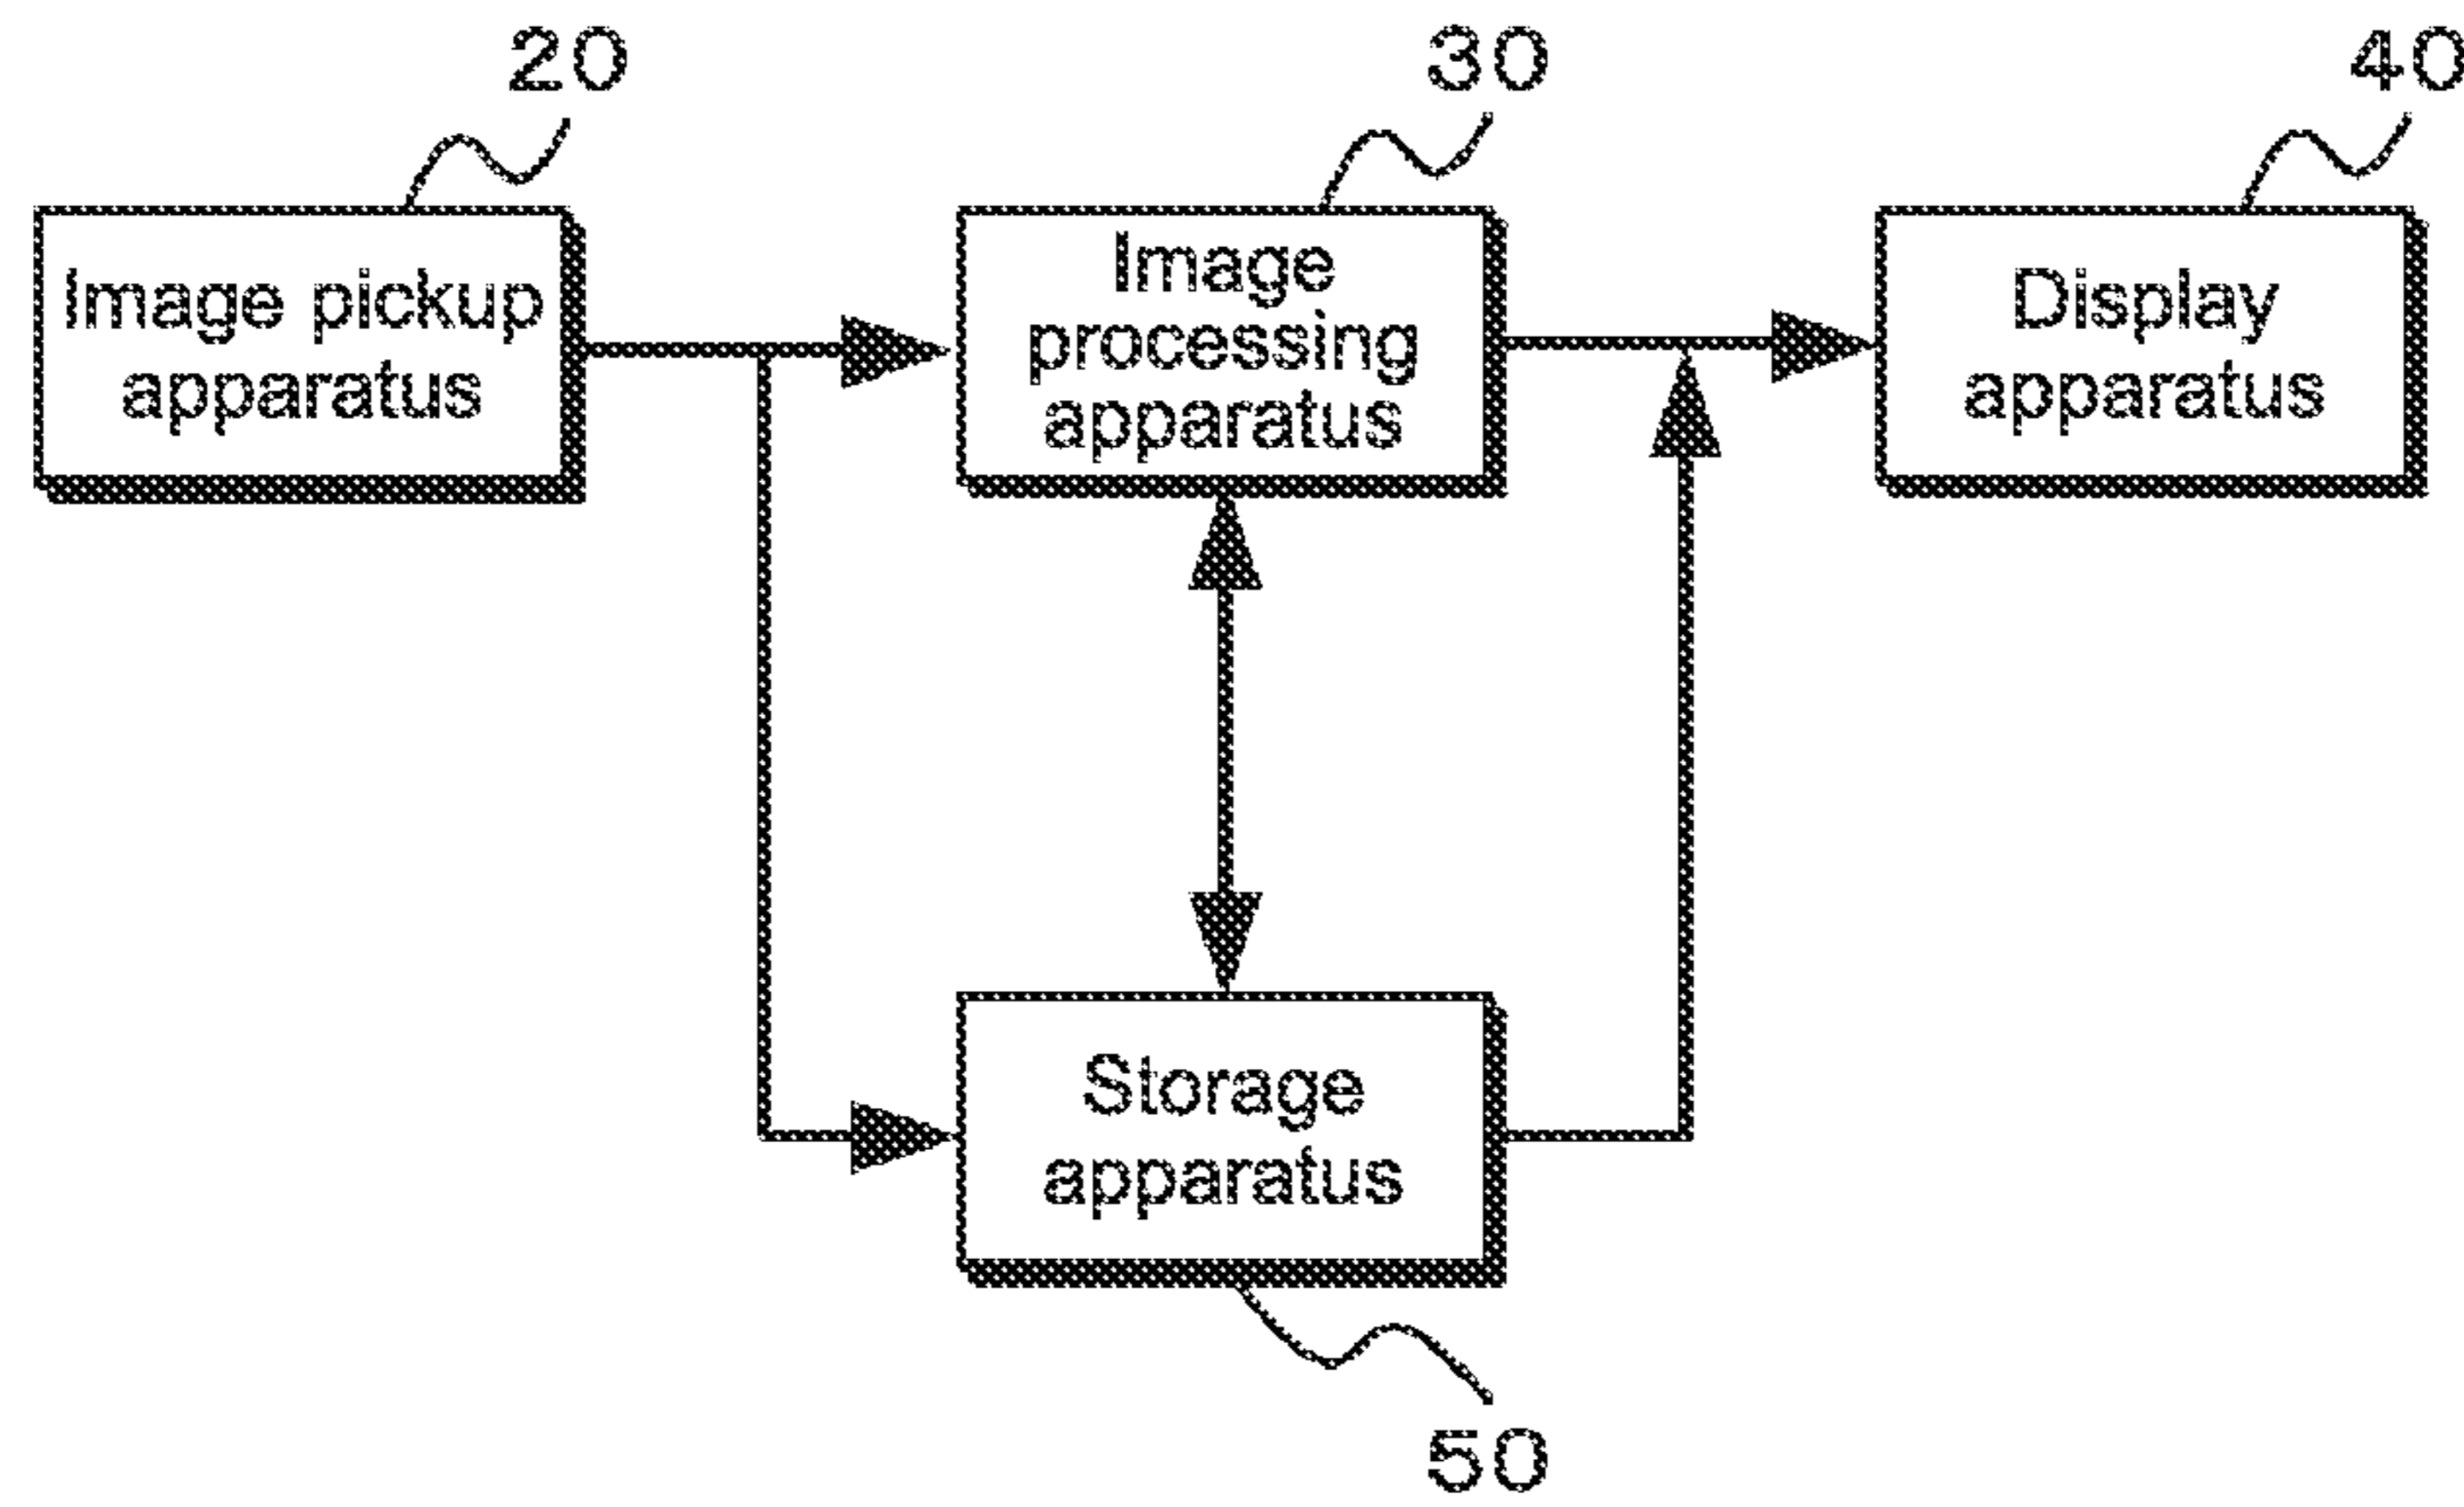 20
30
40
Image pickup
apparatus
Image
processing
apparatus
Display
apparatus
Storage
apparatus
50